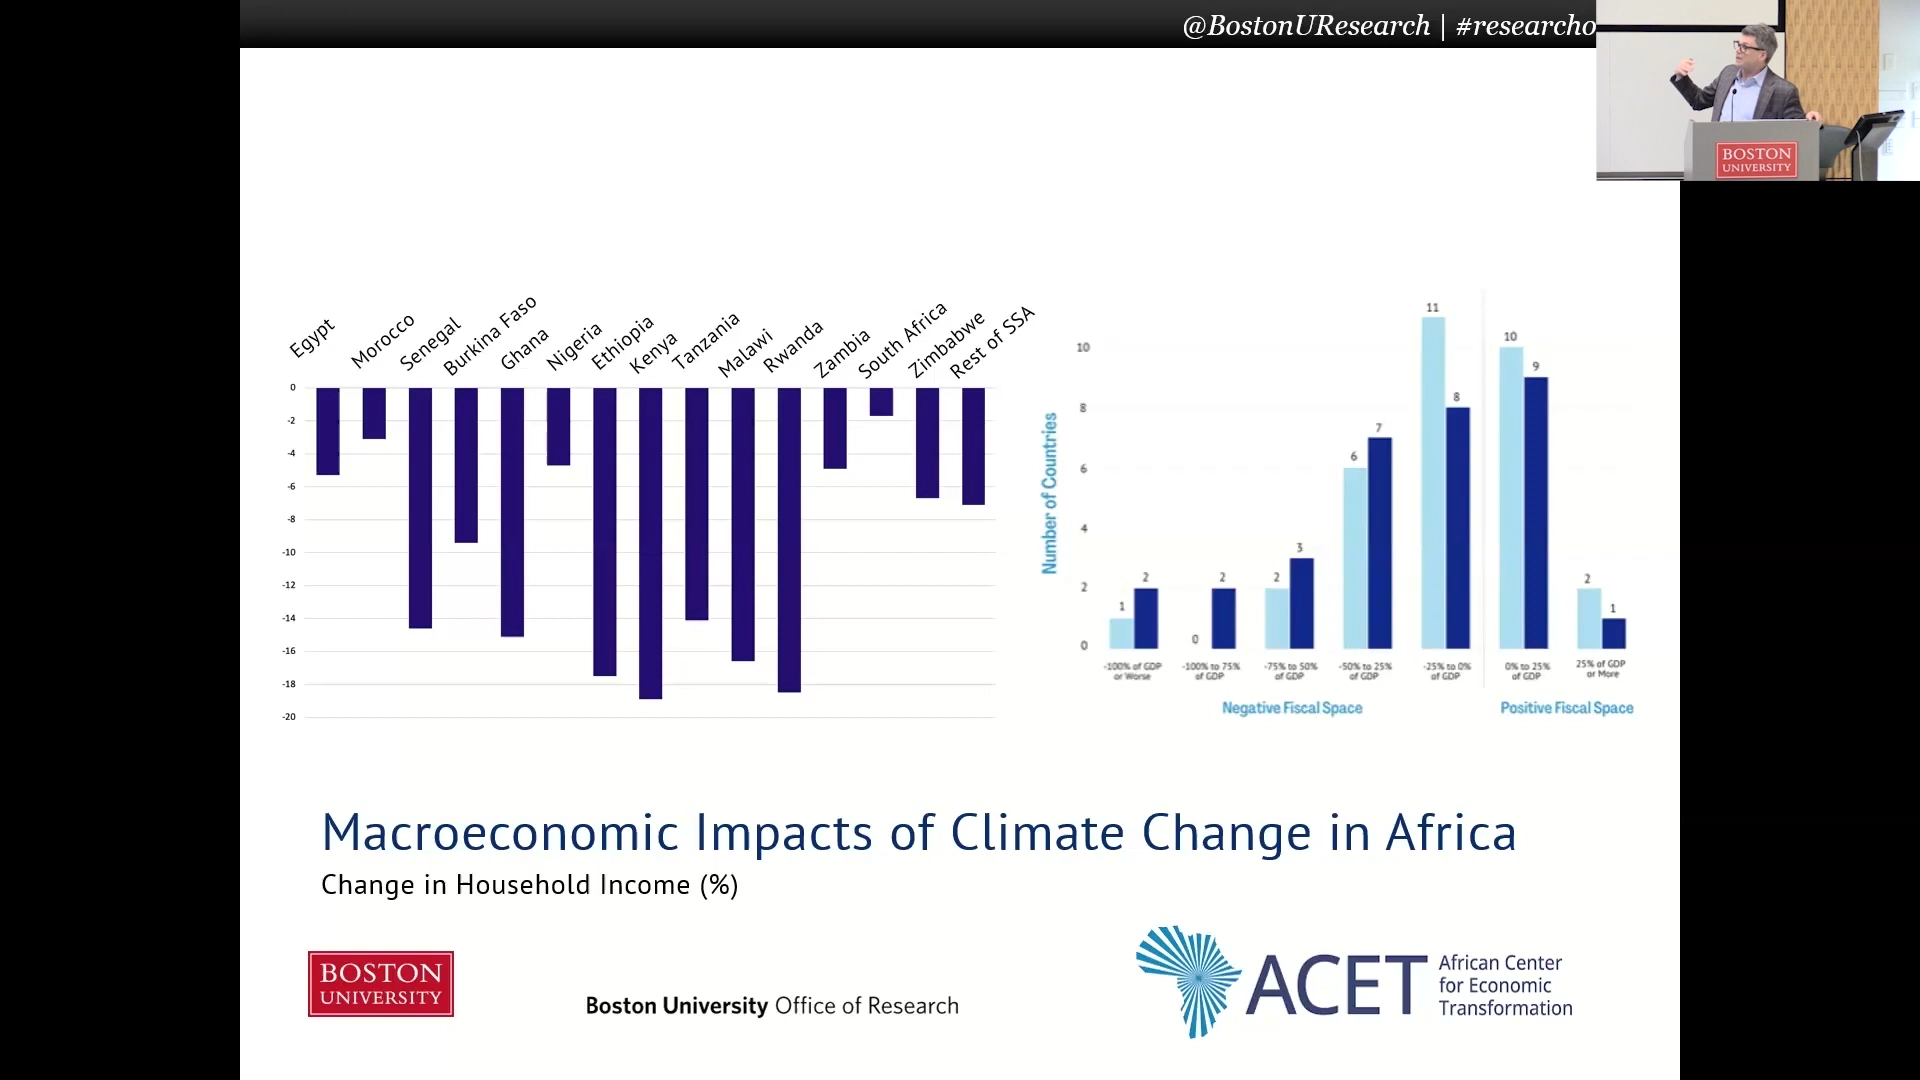 @BostonUResearch | #researcho
BOSTON
UNIVERSITY
Egypt
Morocco
Senegal
Burkina Faso
Ghana
Nigeria
Ethiopia
Kenya
Tanzania
Malawi
Rwanda
Zambia
South Africa
Zimbabwe
Rest of SSA
0
-2
-4
-6
-8
-10
-12
-14
-16
-18
-20
Number of Countries
10
8
6
4
2
0
1
2
0
2
2
3
6
7
11
8
10
9
2
1
-100% of GDP
or Worse
-100% to 75%
of GDP
-75% to 50%
of GDP
-50% to 25%
of GDP
-25% to 0%
of GDP
0% to 25%
of GDP
25% of GDP
or More
Negative Fiscal Space
Positive Fiscal Space
Macroeconomic Impacts of Climate Change in Africa
Change in Household Income (%)
BOSTON
UNIVERSITY
Boston University Office of Research
ACET
African Center
for Economic
Transformation